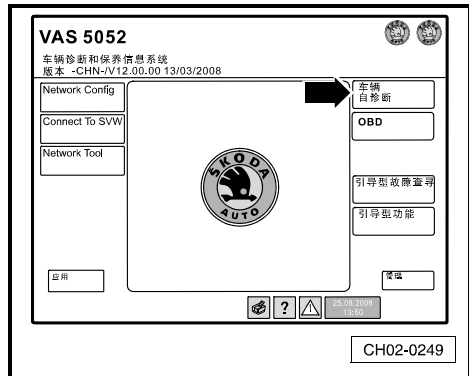 VAS 5052
车辆诊断和保养信息系统
版本 -CHN-/V12.00.00 13/03/2008
Network Config
Connect To SVW
Network Tool
车辆
自诊断
OBD
引导型故障查寻
引导型功能
ŠKODA
AUTO
应用
管理
?
25.08.2008
13:50
CH02-0249